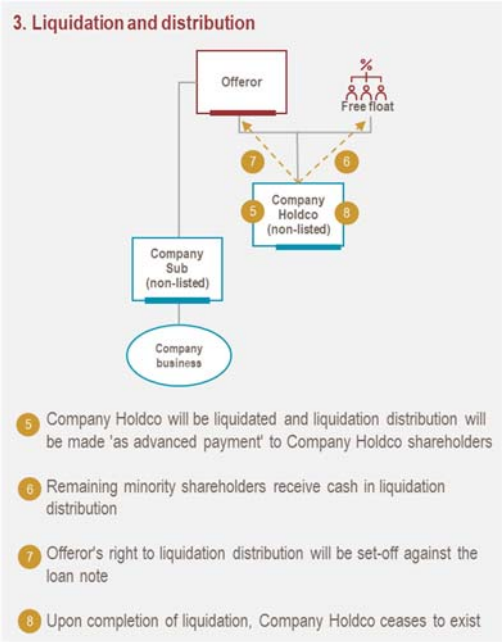 3. Liquidation and distribution
Offeror
%
Free float
7
6
5
Company
Holdco
(non-listed)
8
Company
Sub
(non-listed)
Company
business
5 Company Holdco will be liquidated and liquidation distribution will
be made 'as advanced payment' to Company Holdco shareholders
6 Remaining minority shareholders receive cash in liquidation
distribution
7 Offeror's right to liquidation distribution will be set-off against the
loan note
8 Upon completion of liquidation, Company Holdco ceases to exist